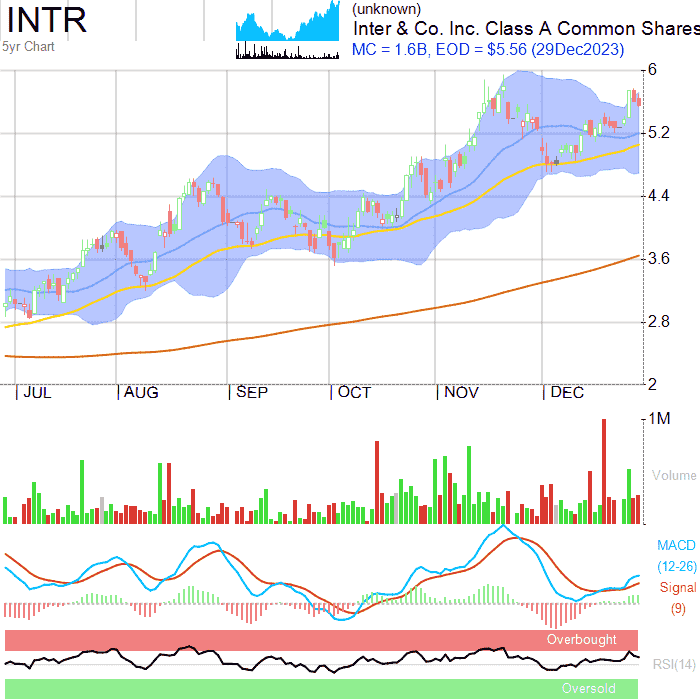 INTR
5yr Chart
(unknown)
Inter & Co. Inc. Class A Common Shares
MC = 1.6B, EOD = $5.56 (29Dec2023)
6
5.2
4.4
3.6
2.8
2
JUL AUG SEP OCT NOV DEC
1M
Volume
MACD
(12-26)
Signal
(9)
Overbought
RSI(14)
Oversold